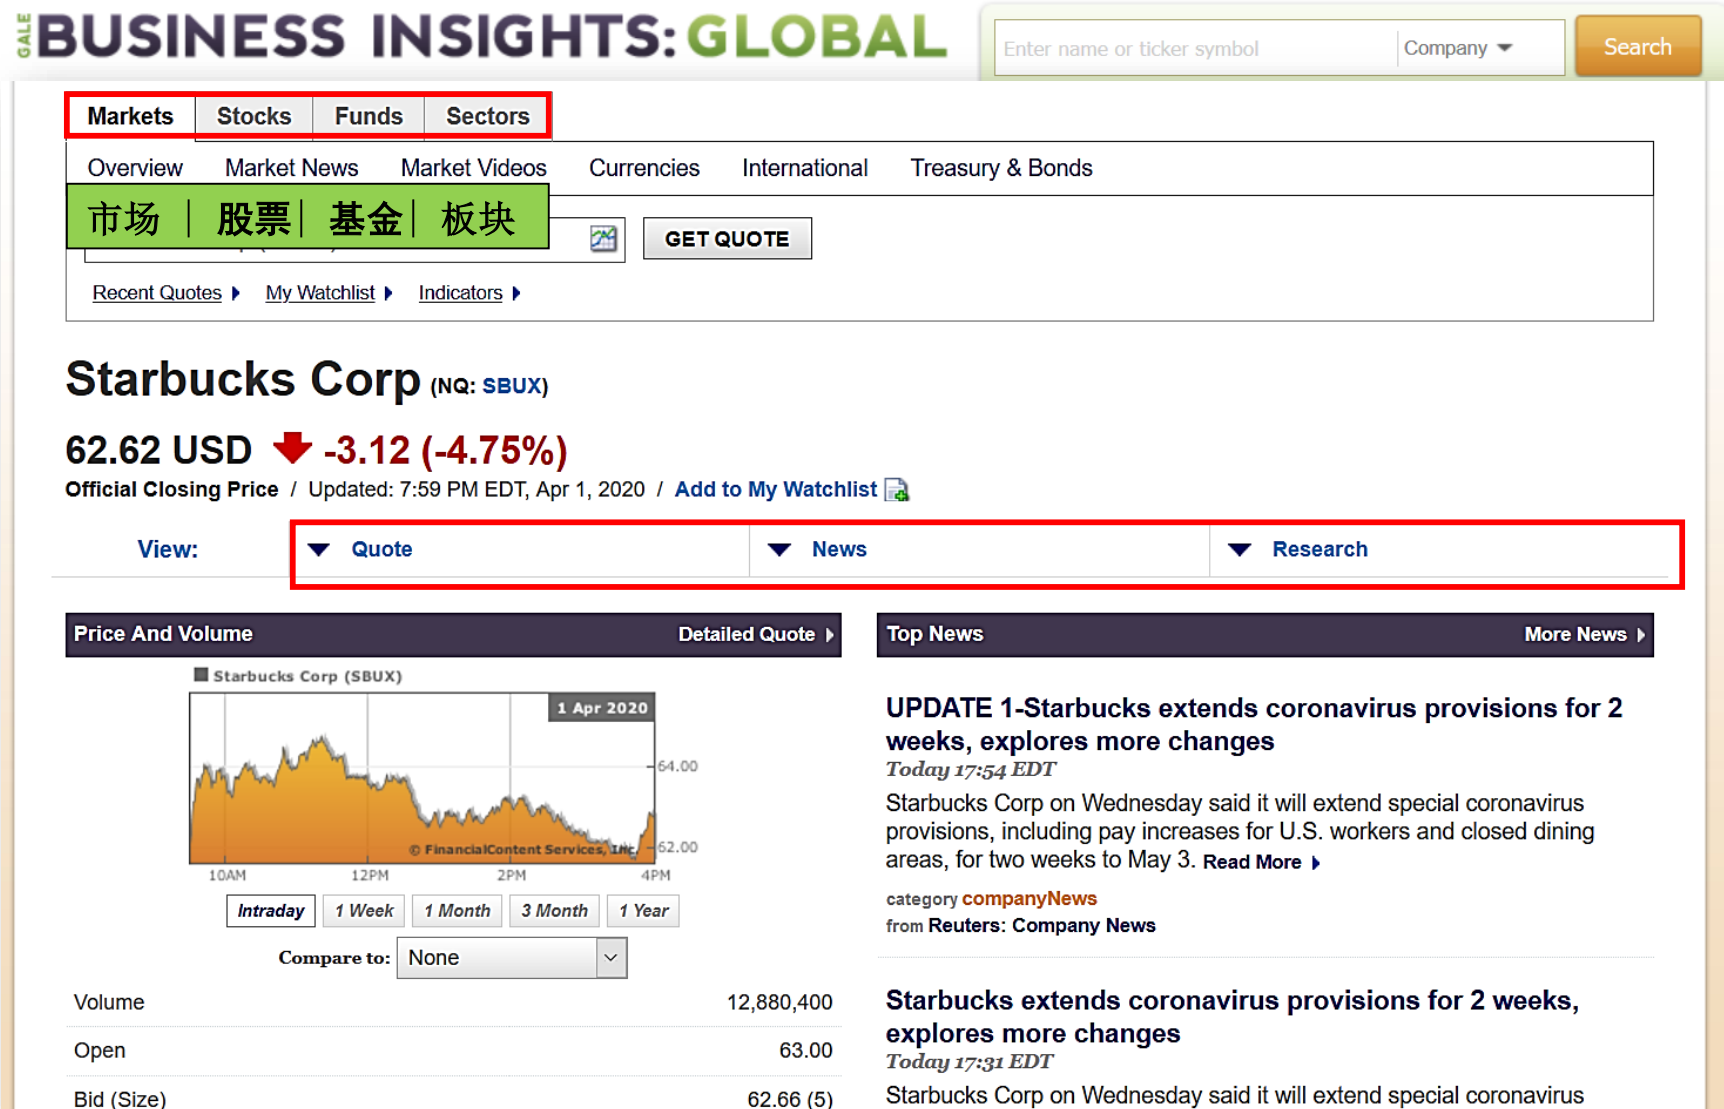 GALE BUSINESS INSIGHTS: GLOBAL
Enter name or ticker symbol
Company
Search
Markets Stocks Funds Sectors
Overview Market News Market Videos Currencies International Treasury & Bonds
市场 | 股票| 基金| 板块
GET QUOTE
Recent Quotes My Watchlist Indicators
Starbucks Corp (NQ: SBUX)
62.62 USD -3.12 (-4.75%)
Official Closing Price / Updated: 7:59 PM EDT, Apr 1, 2020 / Add to My Watchlist
View: Quote News Research
Price And Volume Detailed Quote
Starbucks Corp (SBUX)
1 Apr 2020
64.00
62.00
© FinancialContent Services, Inc.
10AM 12PM 2PM 4PM
Intraday 1 Week 1 Month 3 Month 1 Year
Compare to: None
Volume 12,880,400
Open 63.00
Bid (Size) 62.66 (5)
Top News More News
UPDATE 1-Starbucks extends coronavirus provisions for 2
weeks, explores more changes
Today 17:54 EDT
Starbucks Corp on Wednesday said it will extend special coronavirus
provisions, including pay increases for U.S. workers and closed dining
areas, for two weeks to May 3. Read More
category companyNews
from Reuters: Company News
Starbucks extends coronavirus provisions for 2 weeks,
explores more changes
Today 17:31 EDT
Starbucks Corp on Wednesday said it will extend special coronavirus